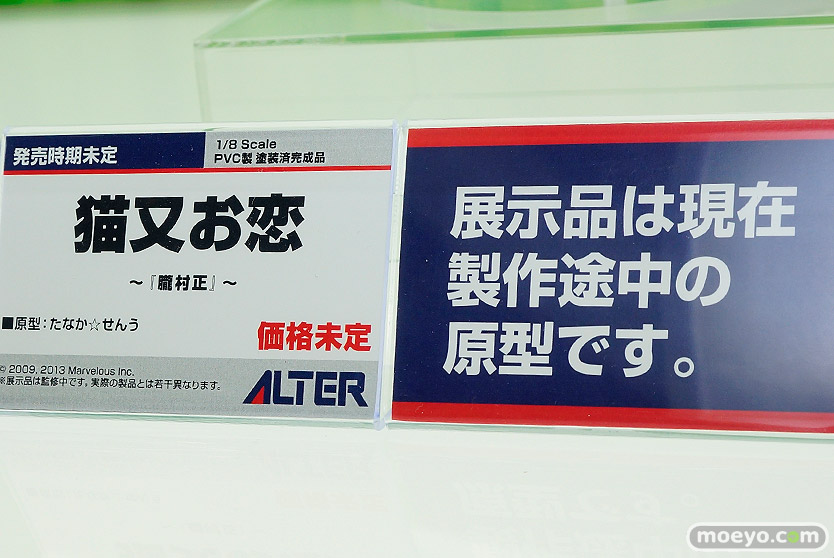 発売時期未定
1/8 Scale
PVC製 塗装済完成品
猫又お恋
～『朧村正』～
■原型：たなか☆せんう
価格未定
© 2009, 2013 Marvelous Inc.
※展示品は監修中です。実際の製品とは若干異なります。
ALTER
展示品は現在
製作途中の
原型です。
moeyo.com